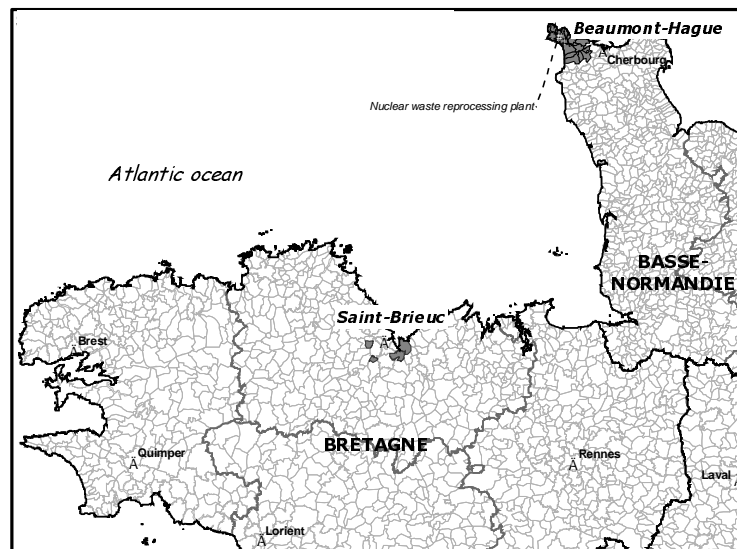 Beaumont-Hague
Ä Cherbourg
Nuclear waste reprocessing plant
Atlantic ocean
BASSE-
NORMANDIE
Saint-Brieuc
Ä
Ä Brest
BRETAGNE
Ä Quimper
Ä Rennes
Laval Ä
Ä Lorient